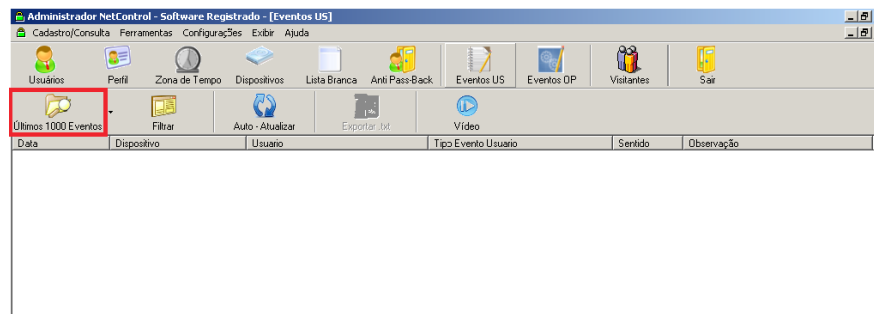 Administrador NetControl - Software Registrado - [Eventos US]
Cadastro/Consulta Ferramentas Configurações Exibir Ajuda
Usuários Perfil Zona de Tempo Dispositivos Lista Branca Anti Pass-Back Eventos US Eventos OP Visitantes Sair
Últimos 1000 Eventos Filtrar Auto - Atualizar Exportar .txt Vídeo
Data Dispositivo Usuario Tipo Evento Usuario Sentido Observação